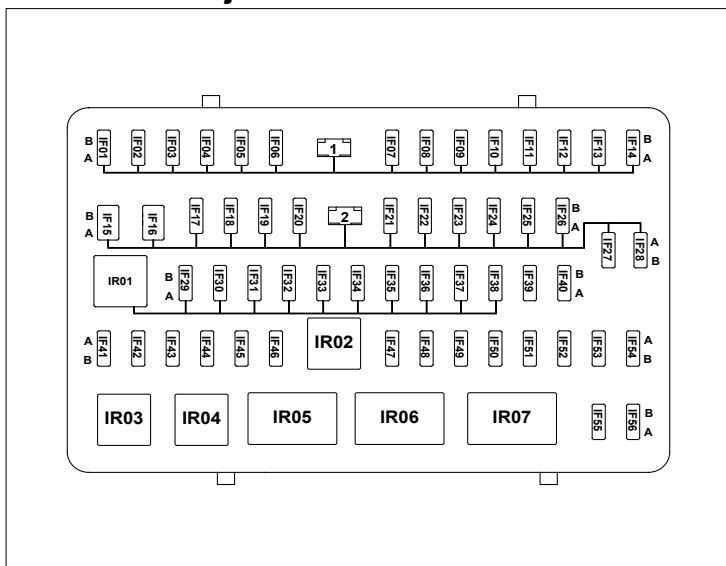 B
A
IF01 IF02 IF03 IF04 IF05 IF06 1 IF07 IF08 IF09 IF10 IF11 IF12 IF13 IF14
B
A
B
A
IF15 IF16 IF17 IF18 IF19 IF20 2 IF21 IF22 IF23 IF24 IF25 IF26
B
A
IF27 IF28
A
B
IR01
B
A
IF29 IF30 IF31 IF32 IF33 IF34 IF35 IF36 IF37 IF38 IF39 IF40
B
A
A
B
IF41 IF42 IF43 IF44 IF45 IF46 IR02 IF47 IF48 IF49 IF50 IF51 IF52 IF53 IF54
A
B
IR03 IR04 IR05 IR06 IR07 IF55 IF56
B
A